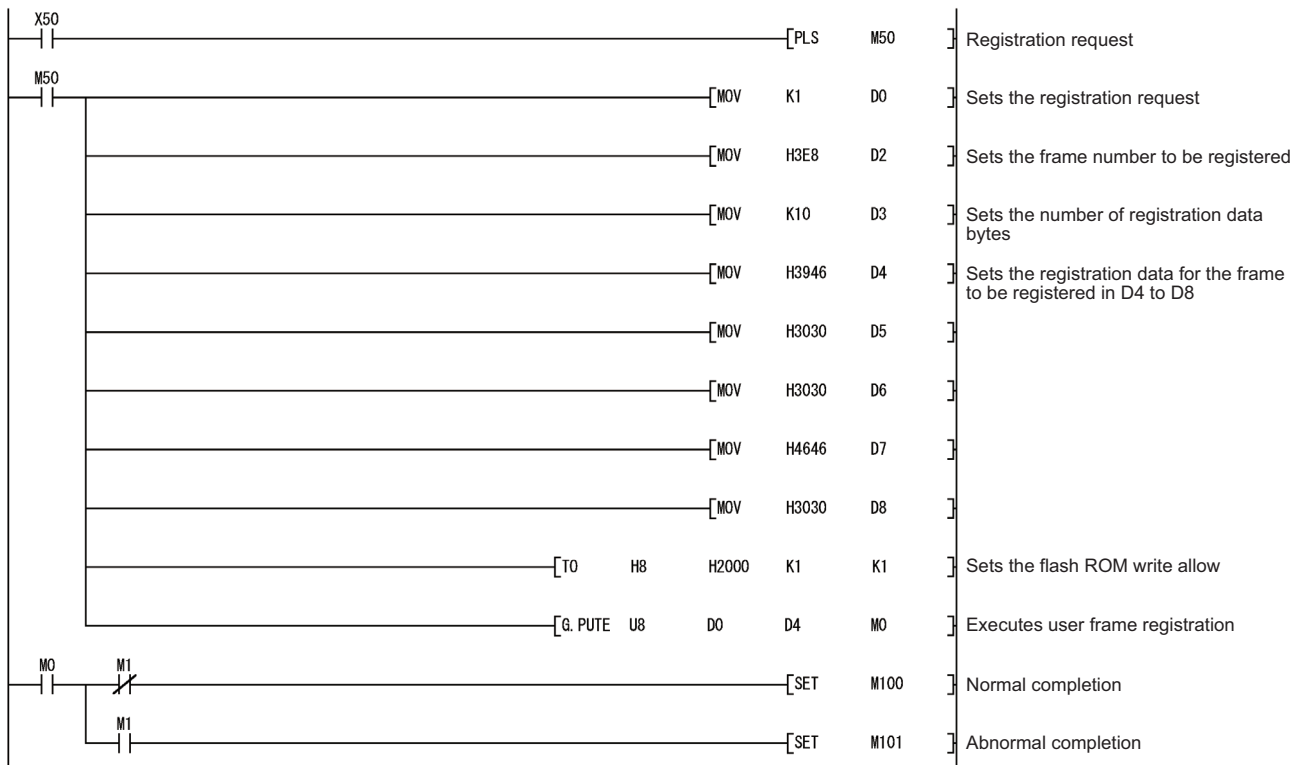 X50
[PLS M50 ] Registration request
M50
[MOV K1 D0 ] Sets the registration request
[MOV H3E8 D2 ] Sets the frame number to be registered
[MOV K10 D3 ] Sets the number of registration data
bytes
[MOV H3946 D4 ] Sets the registration data for the frame
to be registered in D4 to D8
[MOV H3030 D5 ]
[MOV H3030 D6 ]
[MOV H4646 D7 ]
[MOV H3030 D8 ]
[TO H8 H2000 K1 K1 ] Sets the flash ROM write allow
[G.PUTE U8 D0 D4 M0 ] Executes user frame registration
M0 M1
[SET M100 ] Normal completion
M1
[SET M101 ] Abnormal completion